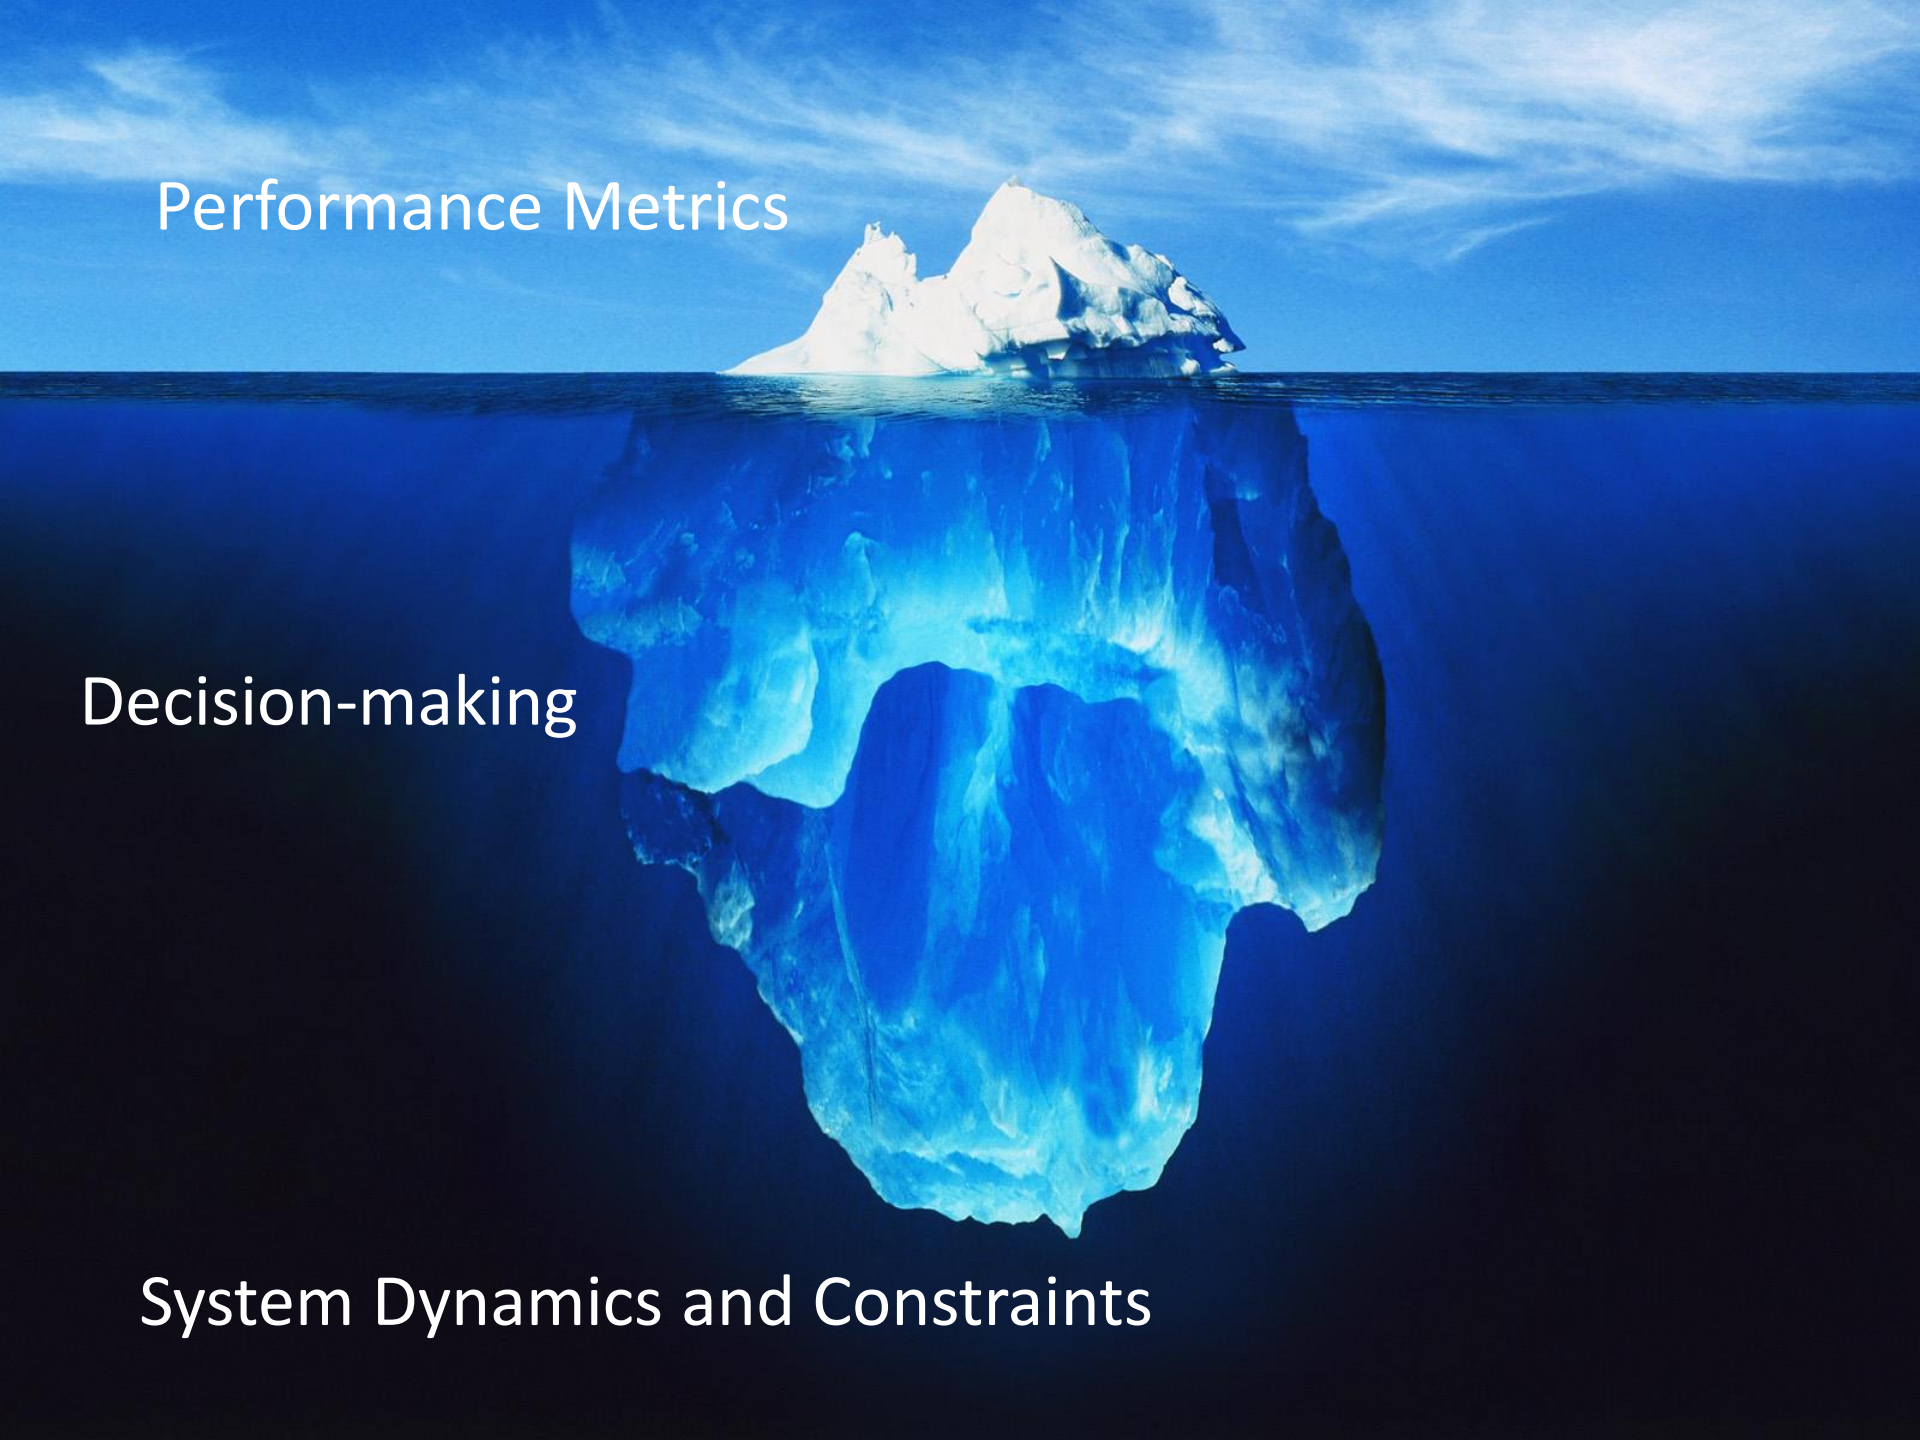 Performance Metrics
Decision-making
System Dynamics and Constraints